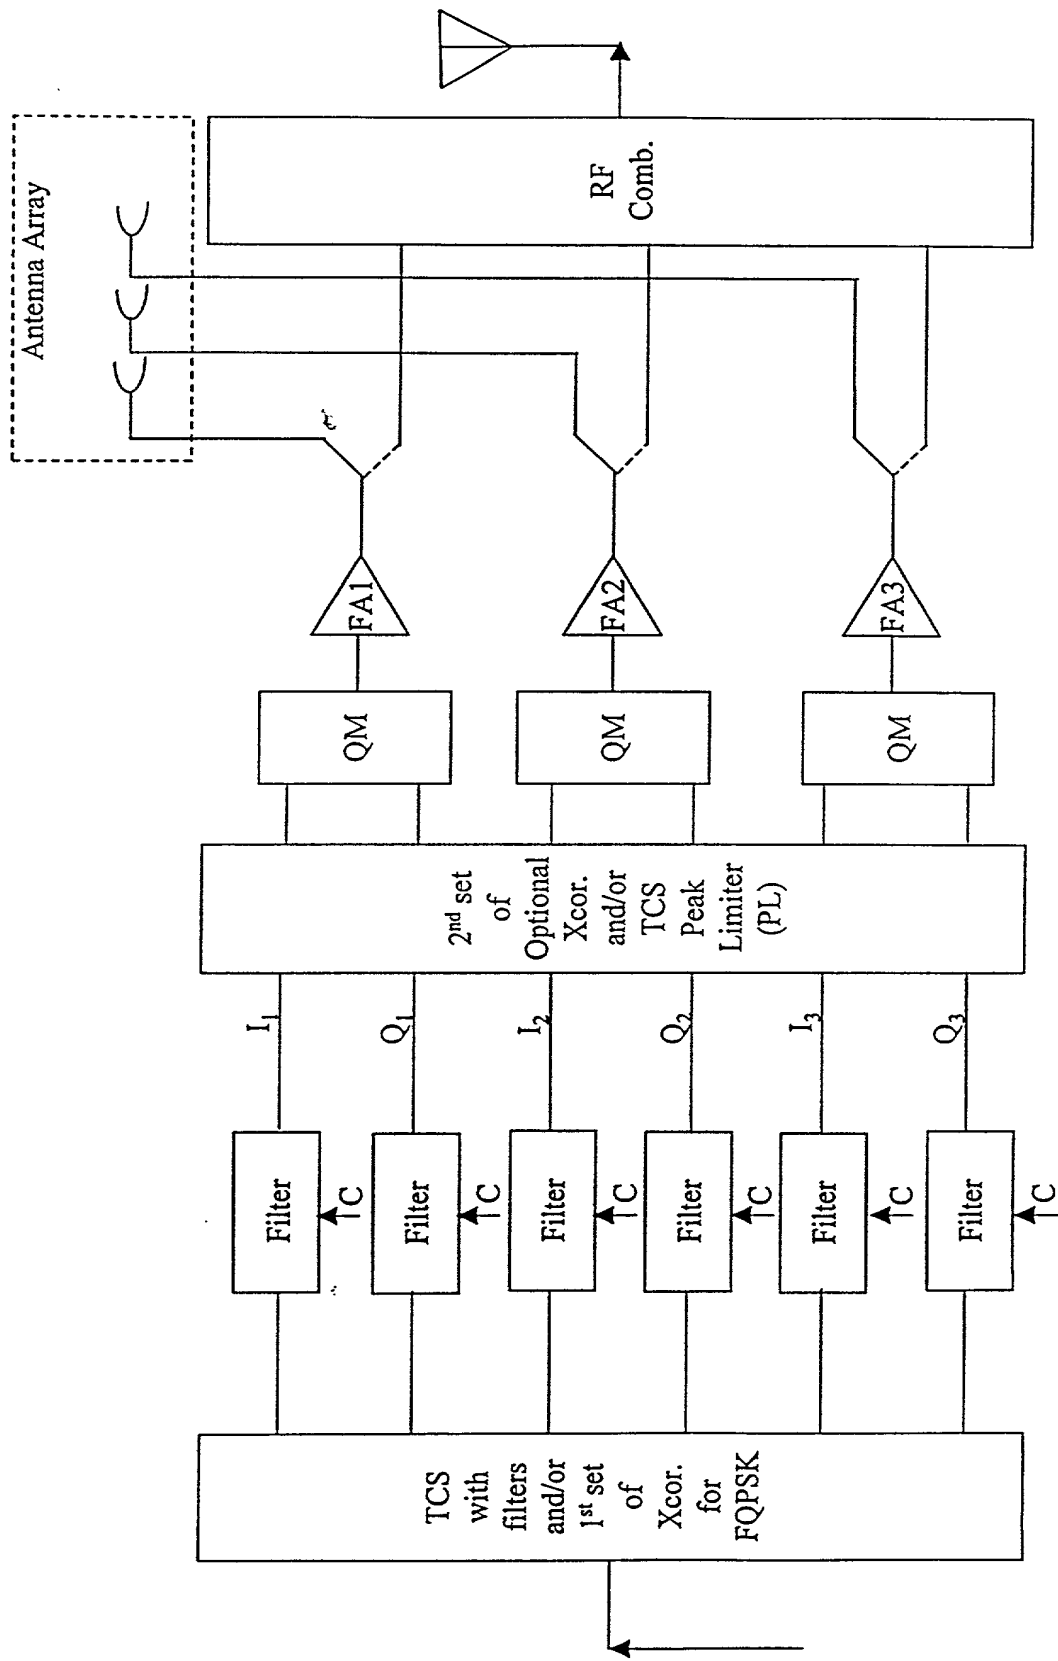 Antenna Array
RF
Comb.
FA1
FA2
FA3
QM
QM
QM
2nd set
of
Optional
Xcor.
and/or
TCS
Peak
Limiter
(PL)
I1
Q1
I2
Q2
I3
Q3
Filter
C
Filter
C
Filter
C
Filter
C
Filter
C
Filter
C
TCS
with
filters
and/or
1st set
of
Xcor.
for
FQPSK